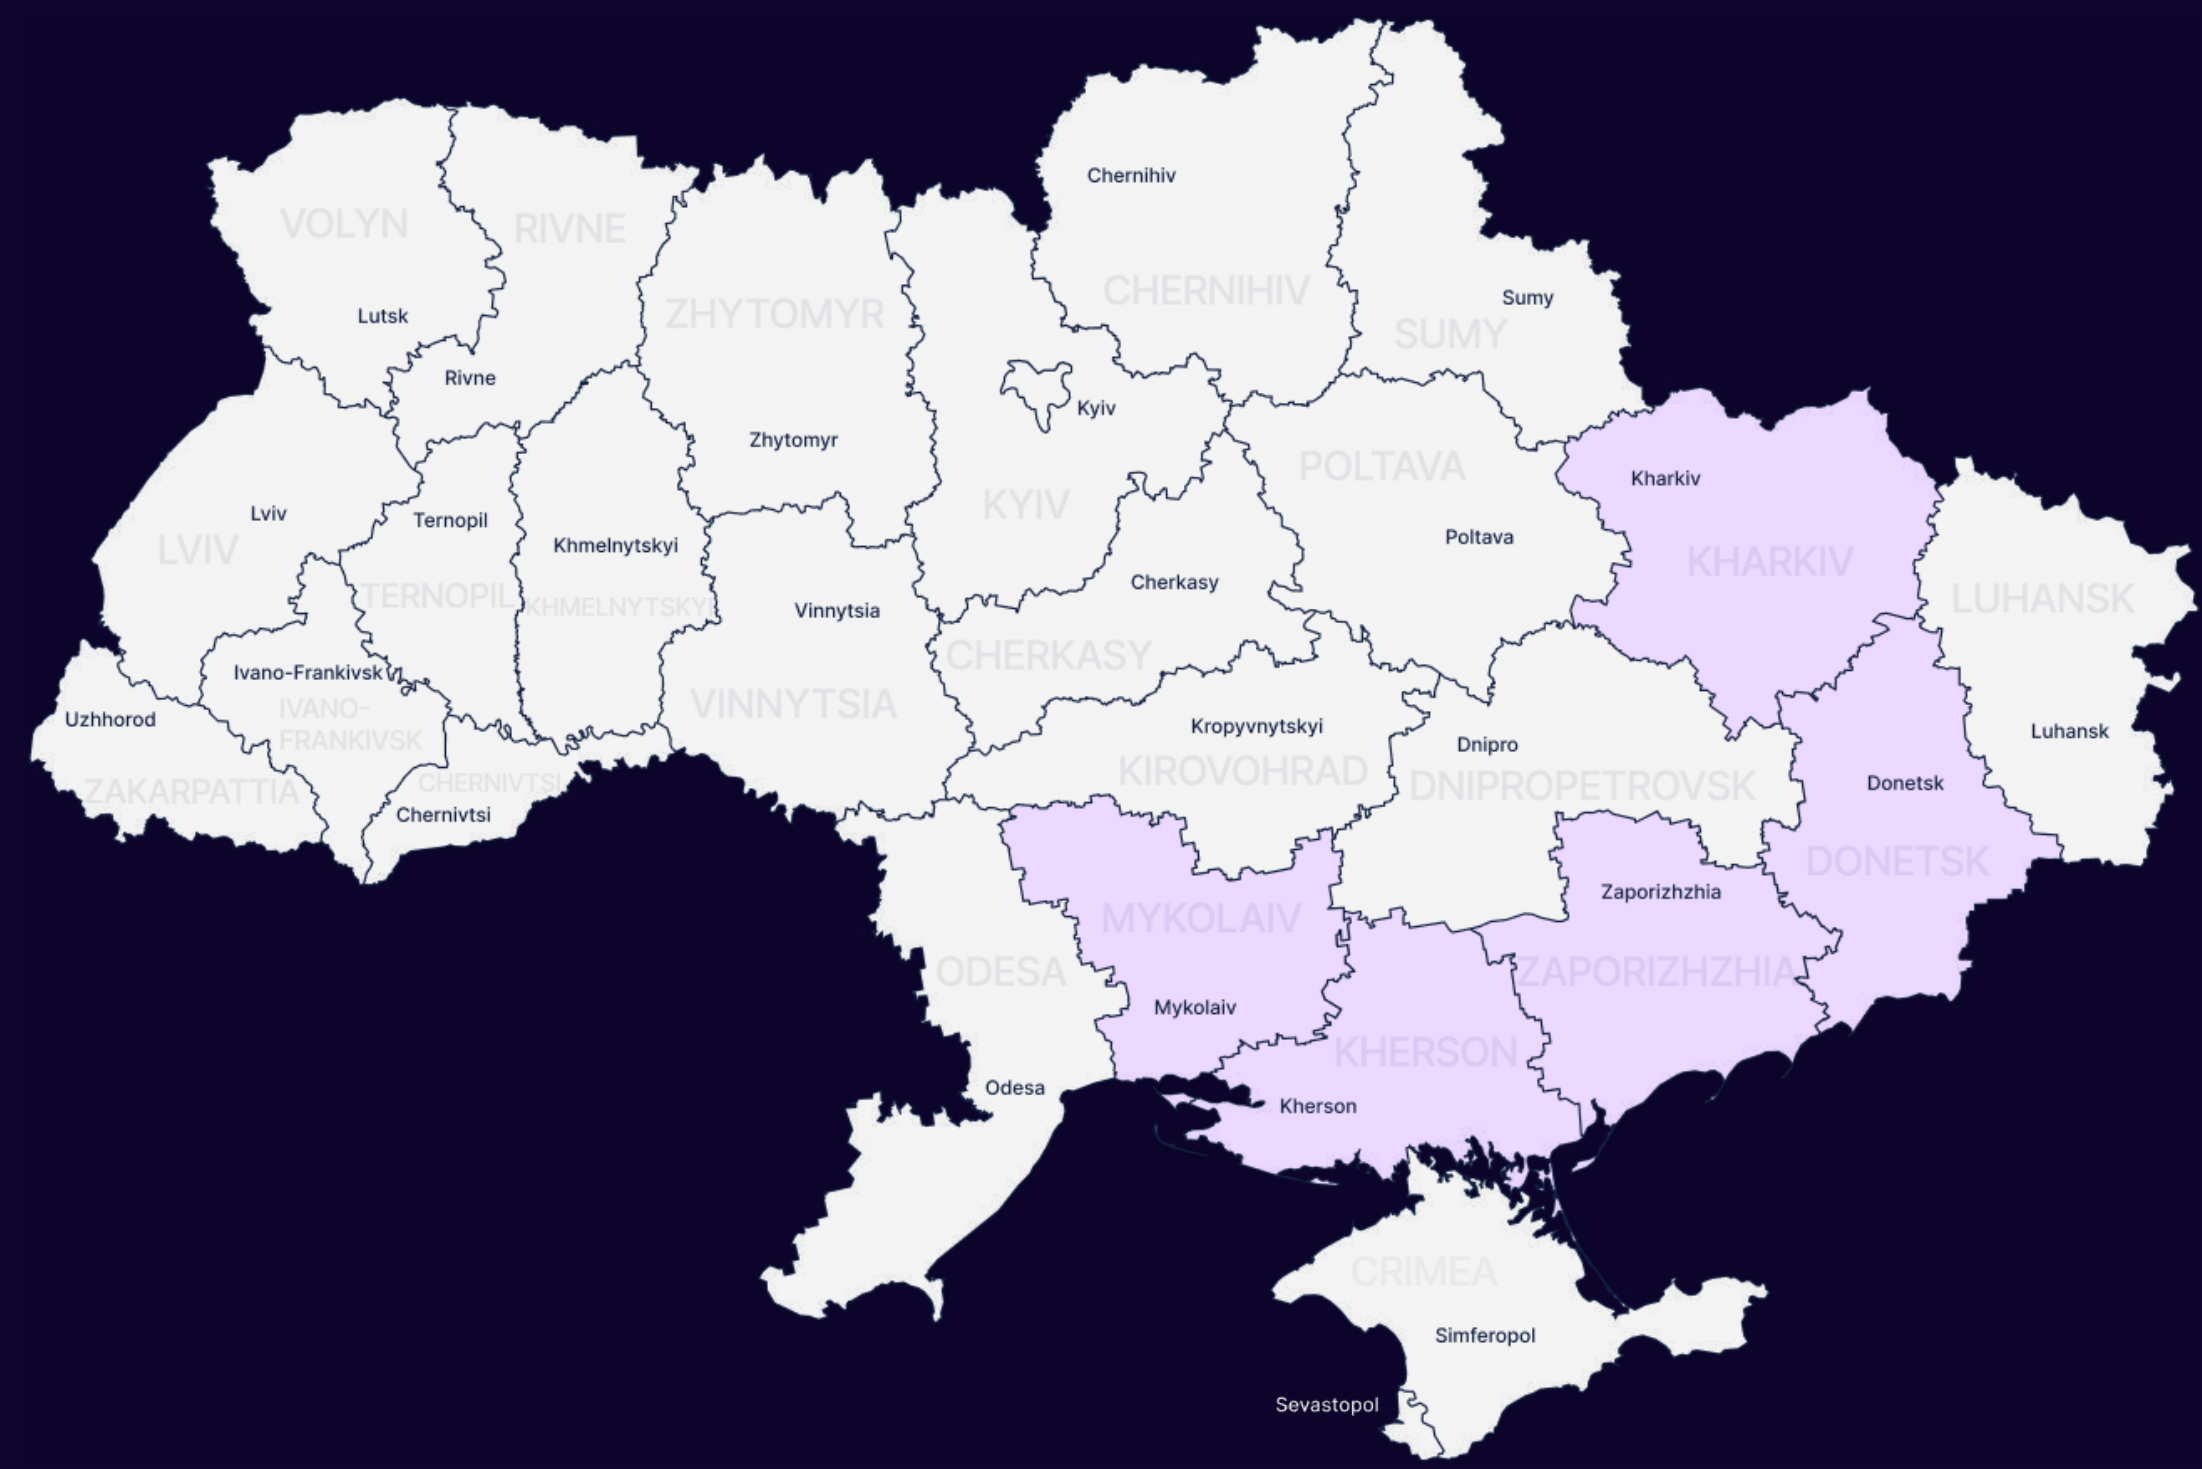 Chernihiv
VOLYN
RIVNE
CHERNIHIV
Sumy
ZHYTOMYR
Lutsk
SUMY
Rivne
Kyiv
Zhytomyr
POLTAVA
Kharkiv
KYIV
Lviv
Ternopil
Poltava
LVIV
Khmelnytskyi
KHARKIV
Cherkasy
TERNOPIL
KHMELNYTSKYI
Vinnytsia
LUHANSK
CHERKASY
Ivano-Frankivsk
IVANO-
FRANKIVSK
Uzhhorod
VINNYTSIA
Kropyvnytskyi
Luhansk
Dnipro
KIROVOHRAD
CHERNIVTSI
Donetsk
DNIPROPETROVSK
ZAKARPATTIA
Chernivtsi
DONETSK
Zaporizhzhia
MYKOLAIV
ODESA
ZAPORIZHZHIA
Mykolaiv
KHERSON
Odesa
Kherson
CRIMEA
Simferopol
Sevastopol